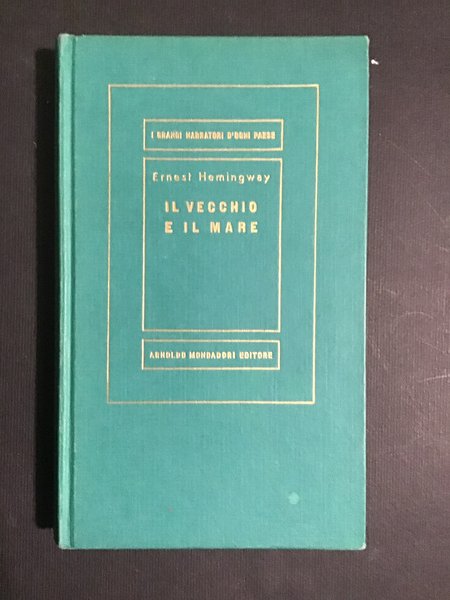 I GRANDI NARRATORI D'OGNI PAESE
Ernest Hemingway
IL VECCHIO
E IL MARE
ARNOLDO MONDADORI EDITORE